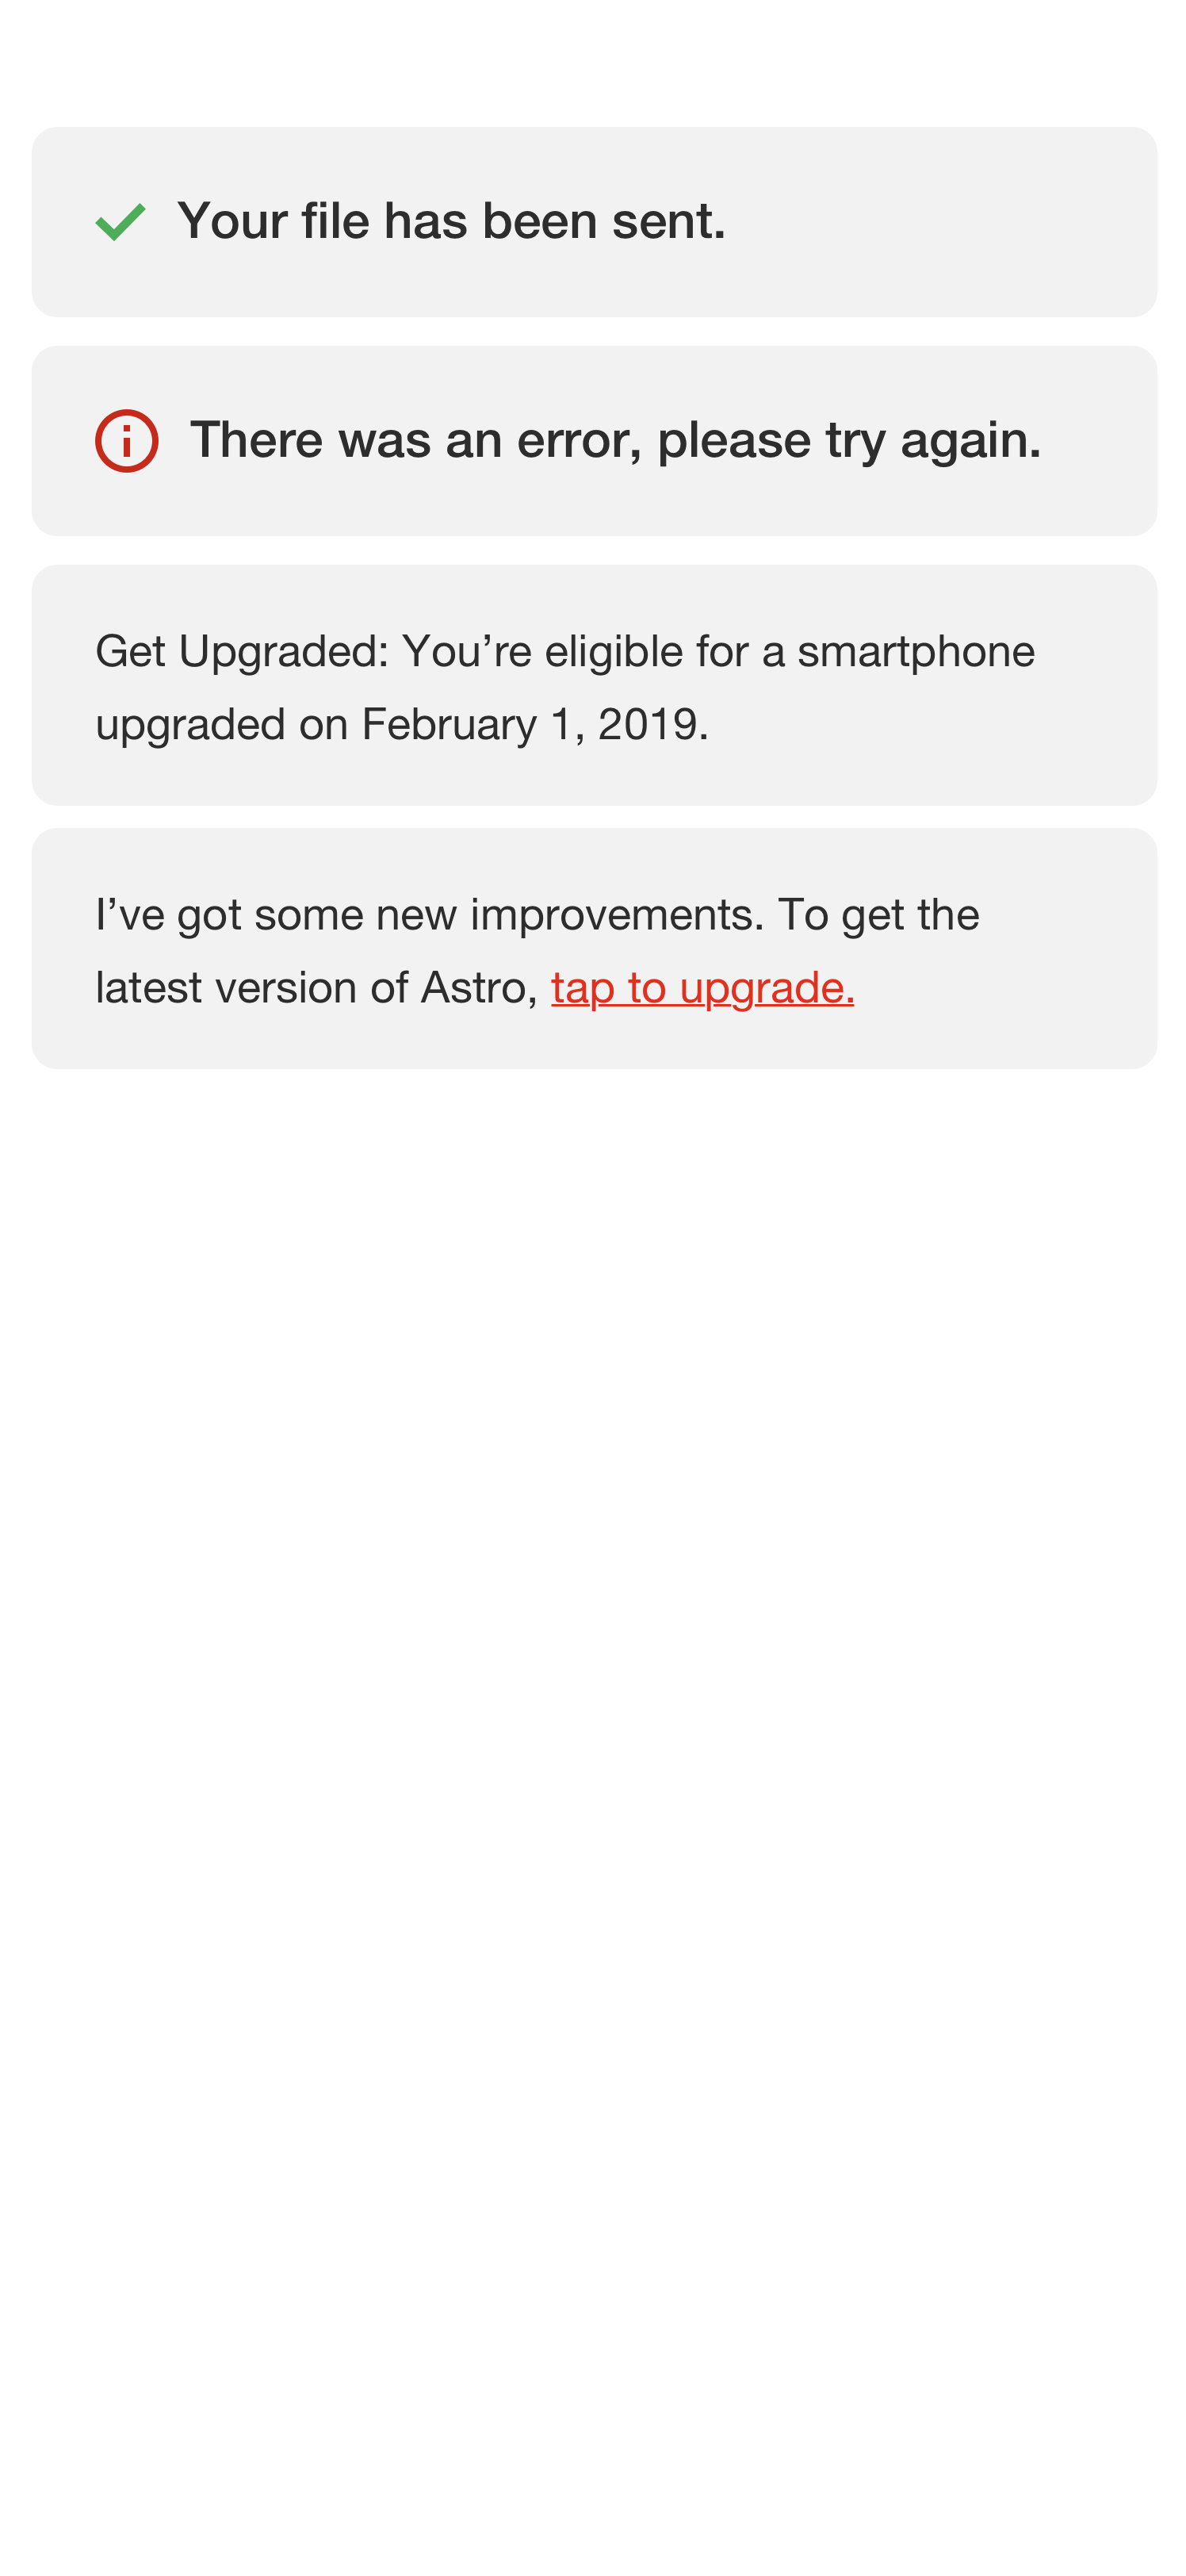 Your file has been sent.
There was an error, please try again.
Get Upgraded: You’re eligible for a smartphone
upgraded on February 1, 2019.
I’ve got some new improvements. To get the
latest version of Astro, tap to upgrade.